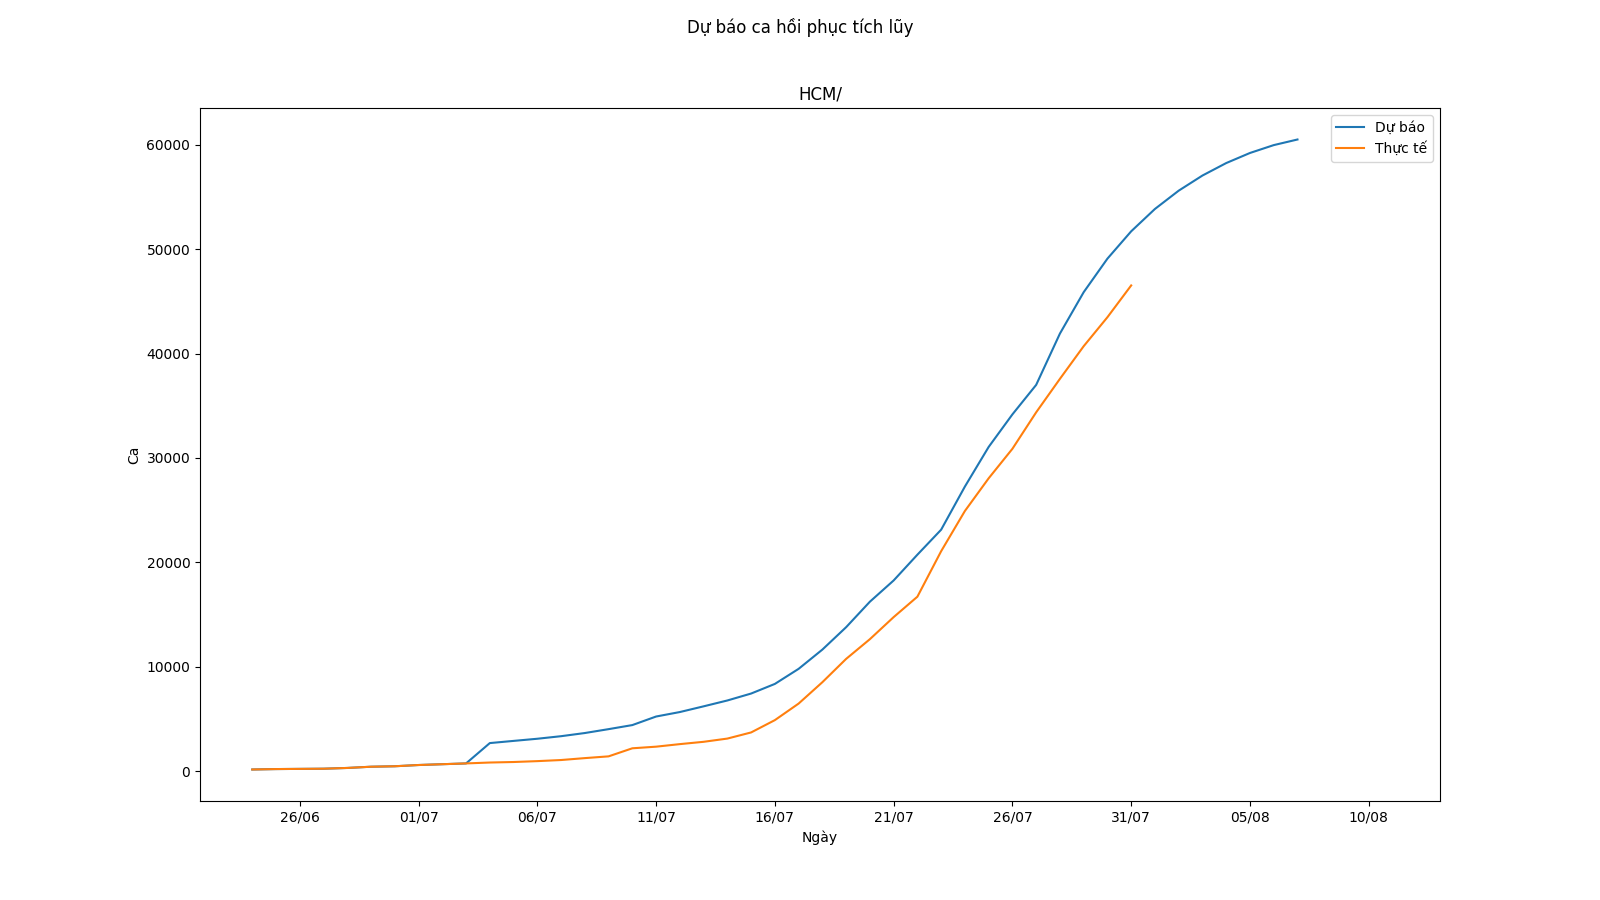 Dự báo ca hồi phục tích lũy
HCM/
Dự báo
Thực tế
60000
50000
40000
30000
20000
10000
0
Ca
26/06 01/07 06/07 11/07 16/07 21/07 26/07 31/07 05/08 10/08
Ngày